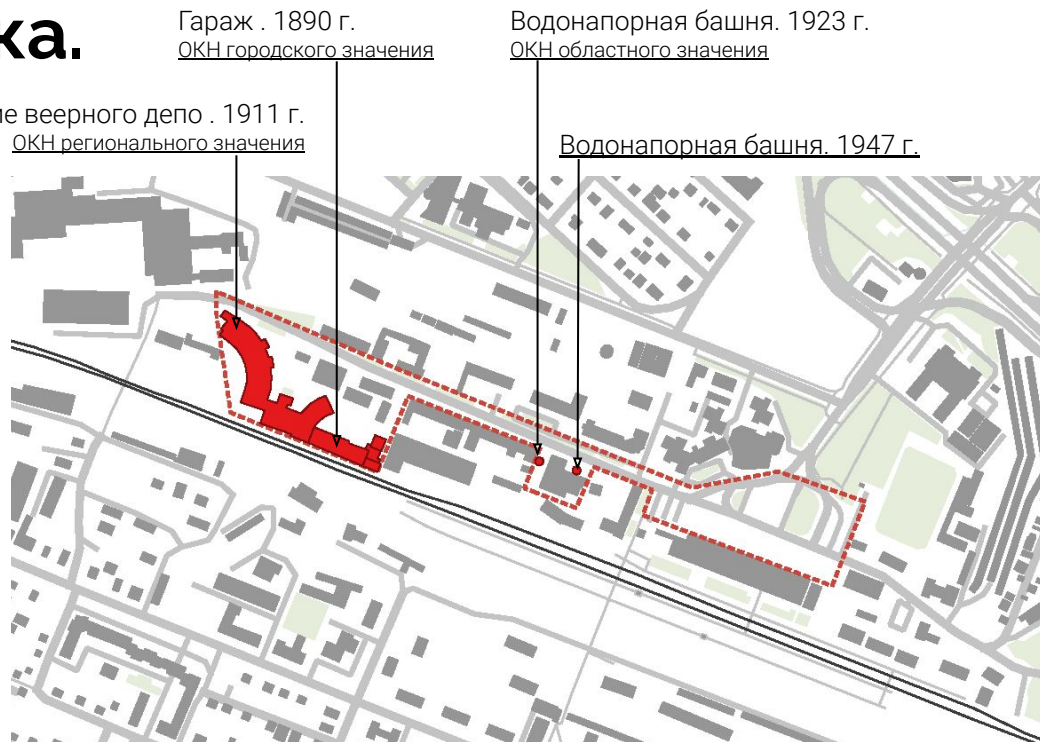 ка.
Гараж . 1890 г.
ОКН городского значения
Водонапорная башня. 1923 г.
ОКН областного значения
ие веерного депо . 1911 г.
ОКН регионального значения
Водонапорная башня. 1947 г.